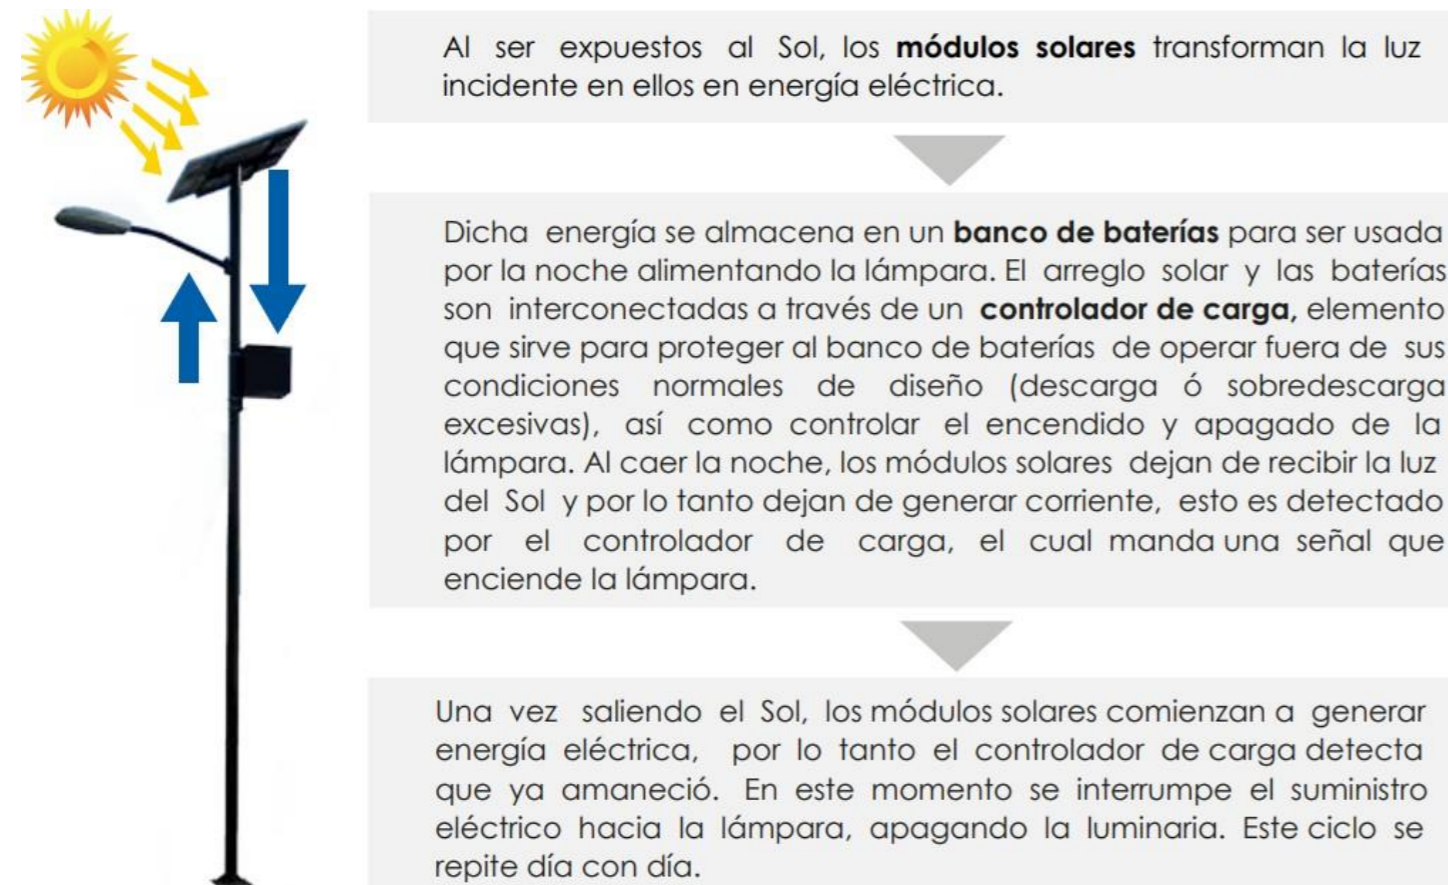 Al ser expuestos al Sol, los módulos solares transforman la luz
incidente en ellos en energía eléctrica.
Dicha energía se almacena en un banco de baterías para ser usada
por la noche alimentando la lámpara. El arreglo solar y las baterías
son interconectadas a través de un controlador de carga, elemento
que sirve para proteger al banco de baterías de operar fuera de sus
condiciones normales de diseño (descarga ó sobredescarga
excesivas), así como controlar el encendido y apagado de la
lámpara. Al caer la noche, los módulos solares dejan de recibir la luz
del Sol y por lo tanto dejan de generar corriente, esto es detectado
por el controlador de carga, el cual manda una señal que
enciende la lámpara.
Una vez saliendo el Sol, los módulos solares comienzan a generar
energía eléctrica, por lo tanto el controlador de carga detecta
que ya amaneció. En este momento se interrumpe el suministro
eléctrico hacia la lámpara, apagando la luminaria. Este ciclo se
repite día con día.